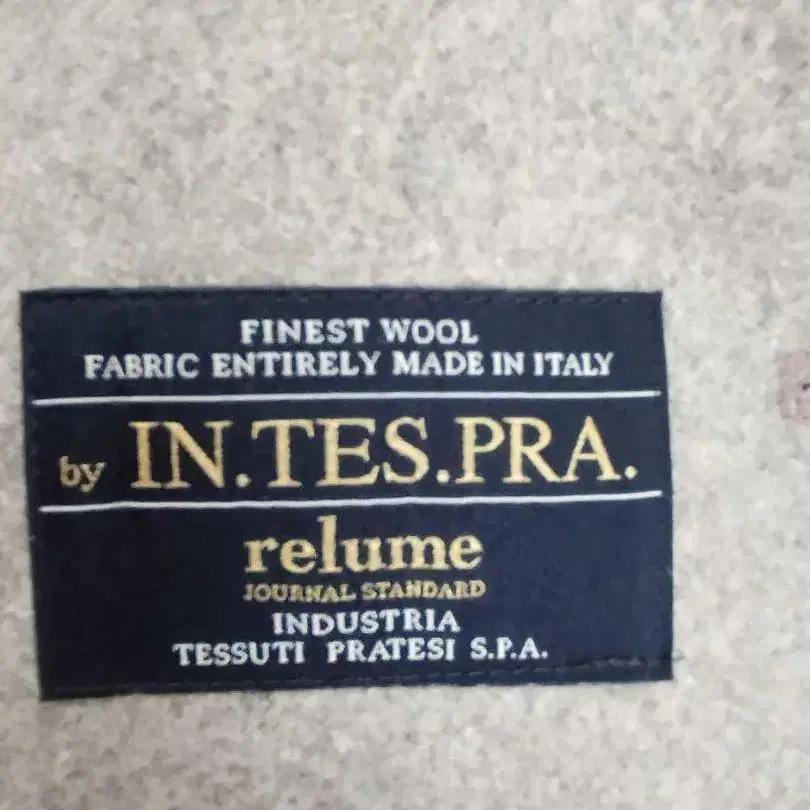 FINEST WOOL
FABRIC ENTIRELY MADE IN ITALY
by IN.TES.PRA.
relume
JOURNAL STANDARD
INDUSTRIA
TESSUTI PRATESI S.P.A.